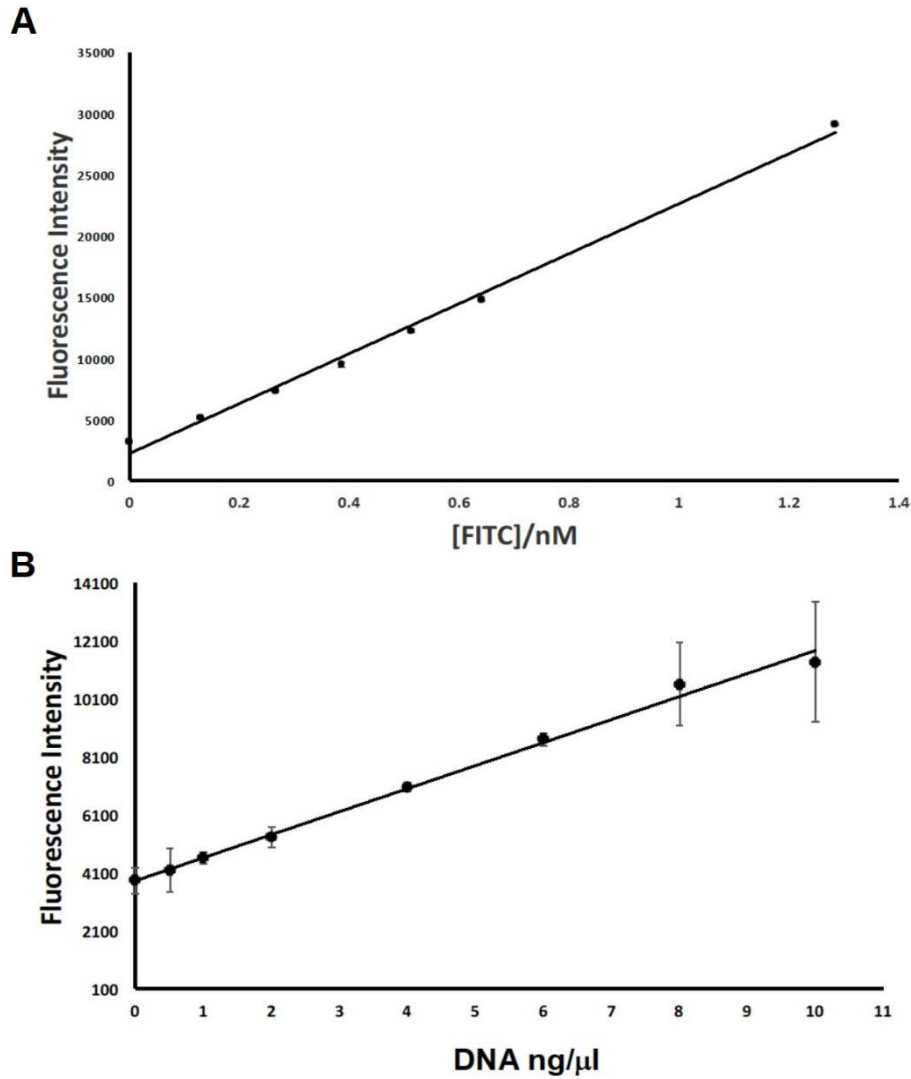 A
35000
30000
25000
20000
15000
10000
5000
0
Fluorescence Intensity
0 0.2 0.4 0.6 0.8 1 1.2 1.4
[FITC]/nM
B
14100
12100
10100
8100
6100
4100
2100
100
Fluorescence Intensity
0 1 2 3 4 5 6 7 8 9 10 11
DNA ng/µl